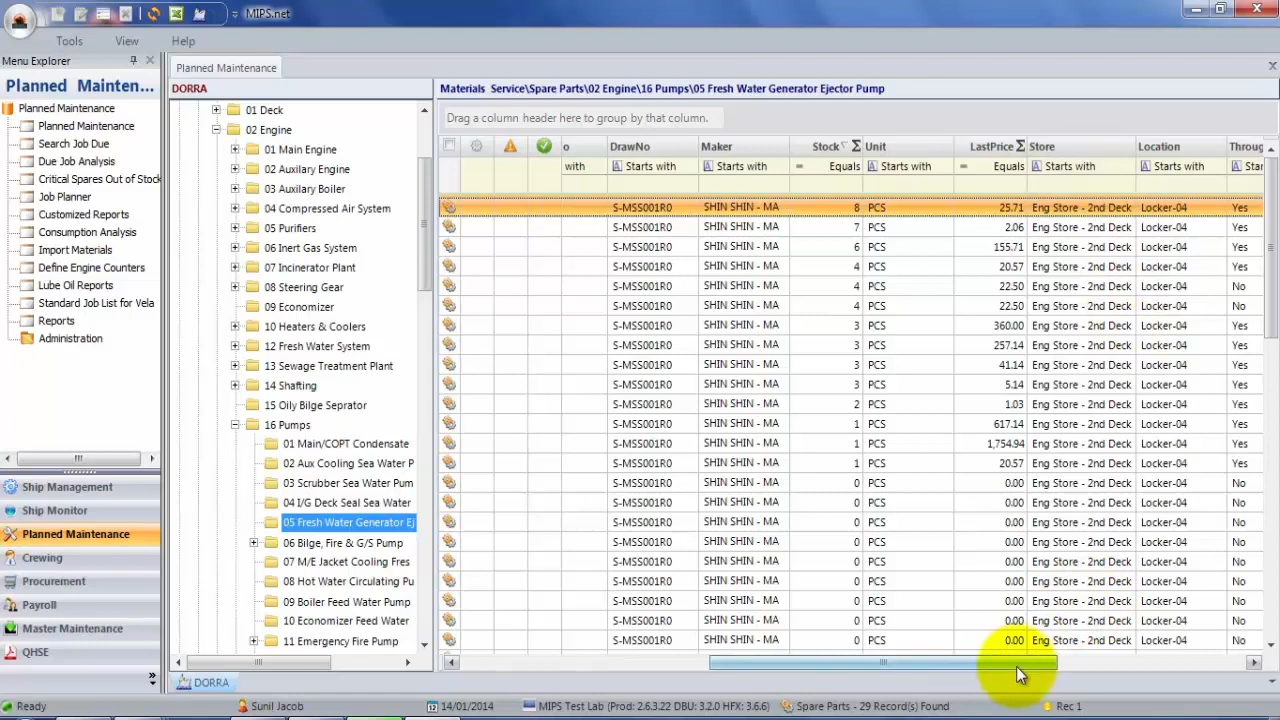 MIPS.net
Tools View Help
Menu Explorer
Planned Mainten...
Planned Maintenance
Planned Maintenance
Search Job Due
Due Job Analysis
Critical Spares Out of Stock
Job Planner
Customized Reports
Consumption Analysis
Import Materials
Define Engine Counters
Lube Oil Reports
Standard Job List for Vela
Reports
Administration
Ship Management
Ship Monitor
Planned Maintenance
Crewing
Procurement
Payroll
Master Maintenance
QHSE
Planned Maintenance
DORRA
01 Deck
02 Engine
01 Main Engine
02 Auxilary Engine
03 Auxilary Boiler
04 Compressed Air System
05 Purifiers
06 Inert Gas System
07 Incinerator Plant
08 Steering Gear
09 Economizer
10 Heaters & Coolers
12 Fresh Water System
13 Sewage Treatment Plant
14 Shafting
15 Oily Bilge Seprator
16 Pumps
01 Main/COPT Condensate
02 Aux Cooling Sea Water P
03 Scrubber Sea Water Pum
04 I/G Deck Seal Sea Water
05 Fresh Water Generator Ej
06 Bilge, Fire & G/S Pump
07 M/E Jacket Cooling Fres
08 Hot Water Circulating Pu
09 Boiler Feed Water Pump
10 Economizer Feed Water
11 Emergency Fire Pump
DORRA
Materials Service\Spare Parts\02 Engine\16 Pumps\05 Fresh Water Generator Ejector Pump
Drag a column header here to group by that column.
o DrawNo Maker Stock Σ Unit LastPrice Σ Store Location Throug
with A Starts with A Starts with = Equals A Starts with = Equals A Starts with A Starts with A Star
S-MSS001R0 SHIN SHIN - MA 8 PCS 25.71 Eng Store - 2nd Deck Locker-04 Yes
S-MSS001R0 SHIN SHIN - MA 7 PCS 2.06 Eng Store - 2nd Deck Locker-04 Yes
S-MSS001R0 SHIN SHIN - MA 6 PCS 155.71 Eng Store - 2nd Deck Locker-04 Yes
S-MSS001R0 SHIN SHIN - MA 4 PCS 20.57 Eng Store - 2nd Deck Locker-04 Yes
S-MSS001R0 SHIN SHIN - MA 4 PCS 22.50 Eng Store - 2nd Deck Locker-04 No
S-MSS001R0 SHIN SHIN - MA 4 PCS 22.50 Eng Store - 2nd Deck Locker-04 No
S-MSS001R0 SHIN SHIN - MA 3 PCS 360.00 Eng Store - 2nd Deck Locker-04 Yes
S-MSS001R0 SHIN SHIN - MA 3 PCS 257.14 Eng Store - 2nd Deck Locker-04 Yes
S-MSS001R0 SHIN SHIN - MA 3 PCS 41.14 Eng Store - 2nd Deck Locker-04 Yes
S-MSS001R0 SHIN SHIN - MA 3 PCS 5.14 Eng Store - 2nd Deck Locker-04 Yes
S-MSS001R0 SHIN SHIN - MA 2 PCS 1.03 Eng Store - 2nd Deck Locker-04 Yes
S-MSS001R0 SHIN SHIN - MA 1 PCS 617.14 Eng Store - 2nd Deck Locker-04 Yes
S-MSS001R0 SHIN SHIN - MA 1 PCS 1,754.94 Eng Store - 2nd Deck Locker-04 Yes
S-MSS001R0 SHIN SHIN - MA 1 PCS 20.57 Eng Store - 2nd Deck Locker-04 Yes
S-MSS001R0 SHIN SHIN - MA 0 PCS 0.00 Eng Store - 2nd Deck Locker-04 No
S-MSS001R0 SHIN SHIN - MA 0 PCS 0.00 Eng Store - 2nd Deck Locker-04 No
S-MSS001R0 SHIN SHIN - MA 0 PCS 0.00 Eng Store - 2nd Deck Locker-04 No
S-MSS001R0 SHIN SHIN - MA 0 PCS 0.00 Eng Store - 2nd Deck Locker-04 No
S-MSS001R0 SHIN SHIN - MA 0 PCS 0.00 Eng Store - 2nd Deck Locker-04 No
S-MSS001R0 SHIN SHIN - MA 0 PCS 0.00 Eng Store - 2nd Deck Locker-04 No
S-MSS001R0 SHIN SHIN - MA 0 PCS 0.00 Eng Store - 2nd Deck Locker-04 No
S-MSS001R0 SHIN SHIN - MA 0 PCS 0.00 Eng Store - 2nd Deck Locker-04 No
S-MSS001R0 SHIN SHIN - MA 0 PCS 0.00 Eng Store - 2nd Deck Locker-04 No
Ready Sunil Jacob 14/01/2014 MIPS Test Lab (Prod: 2.6.3.22 DBU: 3.2.0 HFX: 3.6.6) Spare Parts - 29 Record(s) Found Rec 1